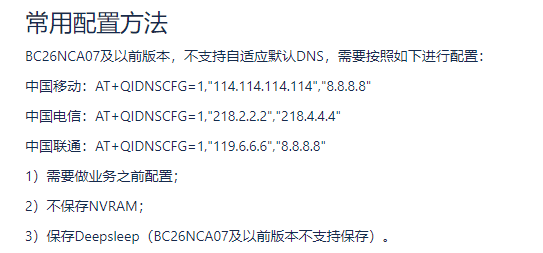 常用配置方法
BC26NCA07及以前版本，不支持自适应默认DNS，需要按照如下进行配置：
中国移动：AT+QIDNSCFG=1,"114.114.114.114","8.8.8.8"
中国电信：AT+QIDNSCFG=1,"218.2.2.2","218.4.4.4"
中国联通：AT+QIDNSCFG=1,"119.6.6.6","8.8.8.8"
1）需要做业务之前配置；
2）不保存NVRAM；
3）保存Deepsleep（BC26NCA07及以前版本不支持保存）。